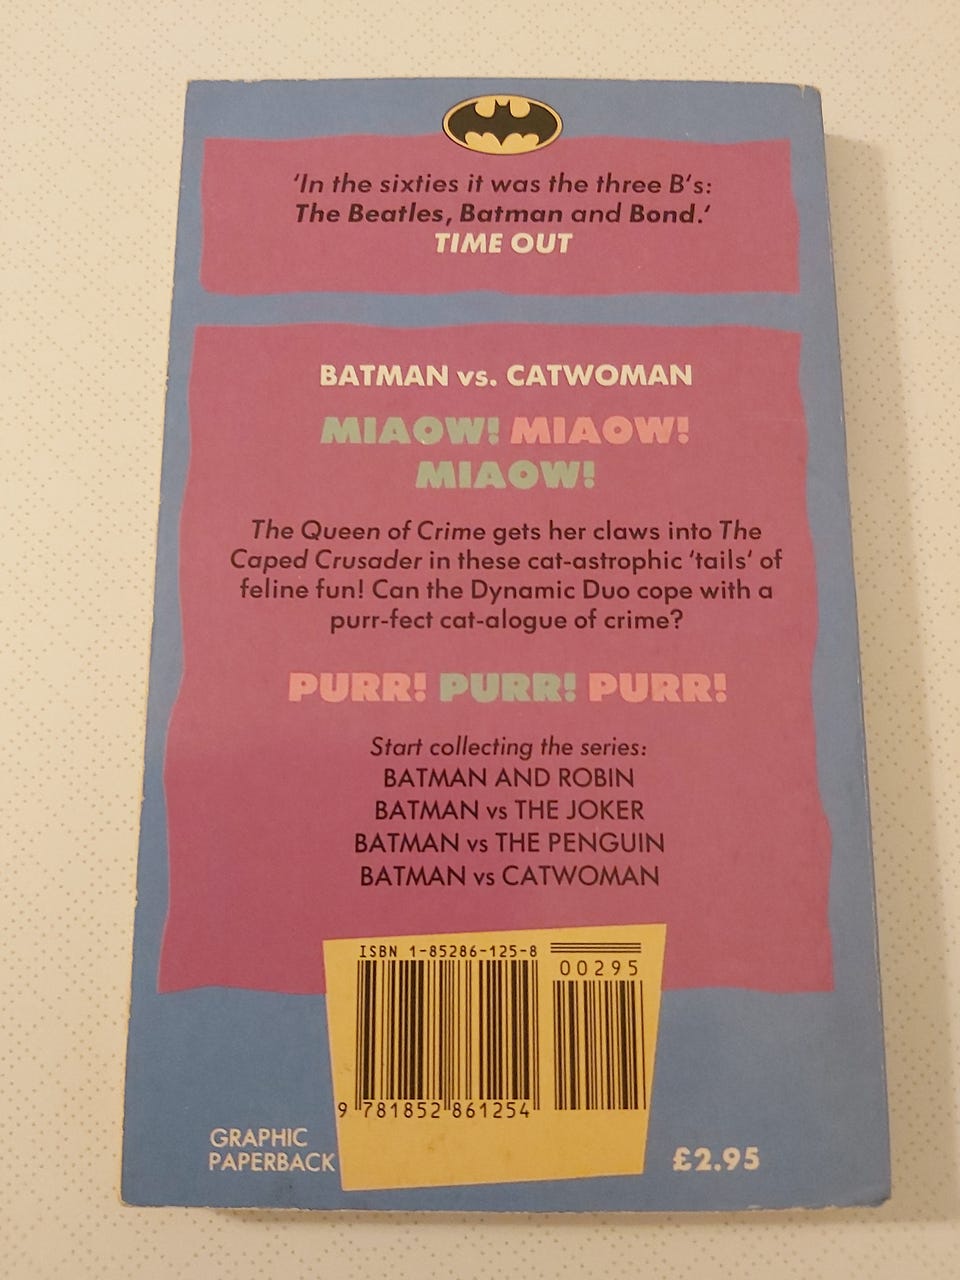 ‘In the sixties it was the three B‘s:
The Beatles, Batman and Bond.‘
TIME OUT
BATMAN vs. CATWOMAN
MIAOW! MIAOW!
MIAOW!
The Queen of Crime gets her claws into The
Caped Crusader in these cat-astrophic ‘tails‘ of
feline fun! Can the Dynamic Duo cope with a
purr-fect cat-alogue of crime?
PURR! PURR! PURR!
Start collecting the series:
BATMAN AND ROBIN
BATMAN vs THE JOKER
BATMAN vs THE PENGUIN
BATMAN vs CATWOMAN
ISBN 1-85286-125-8
00295
9 781852 861254
GRAPHIC
PAPERBACK
£2.95